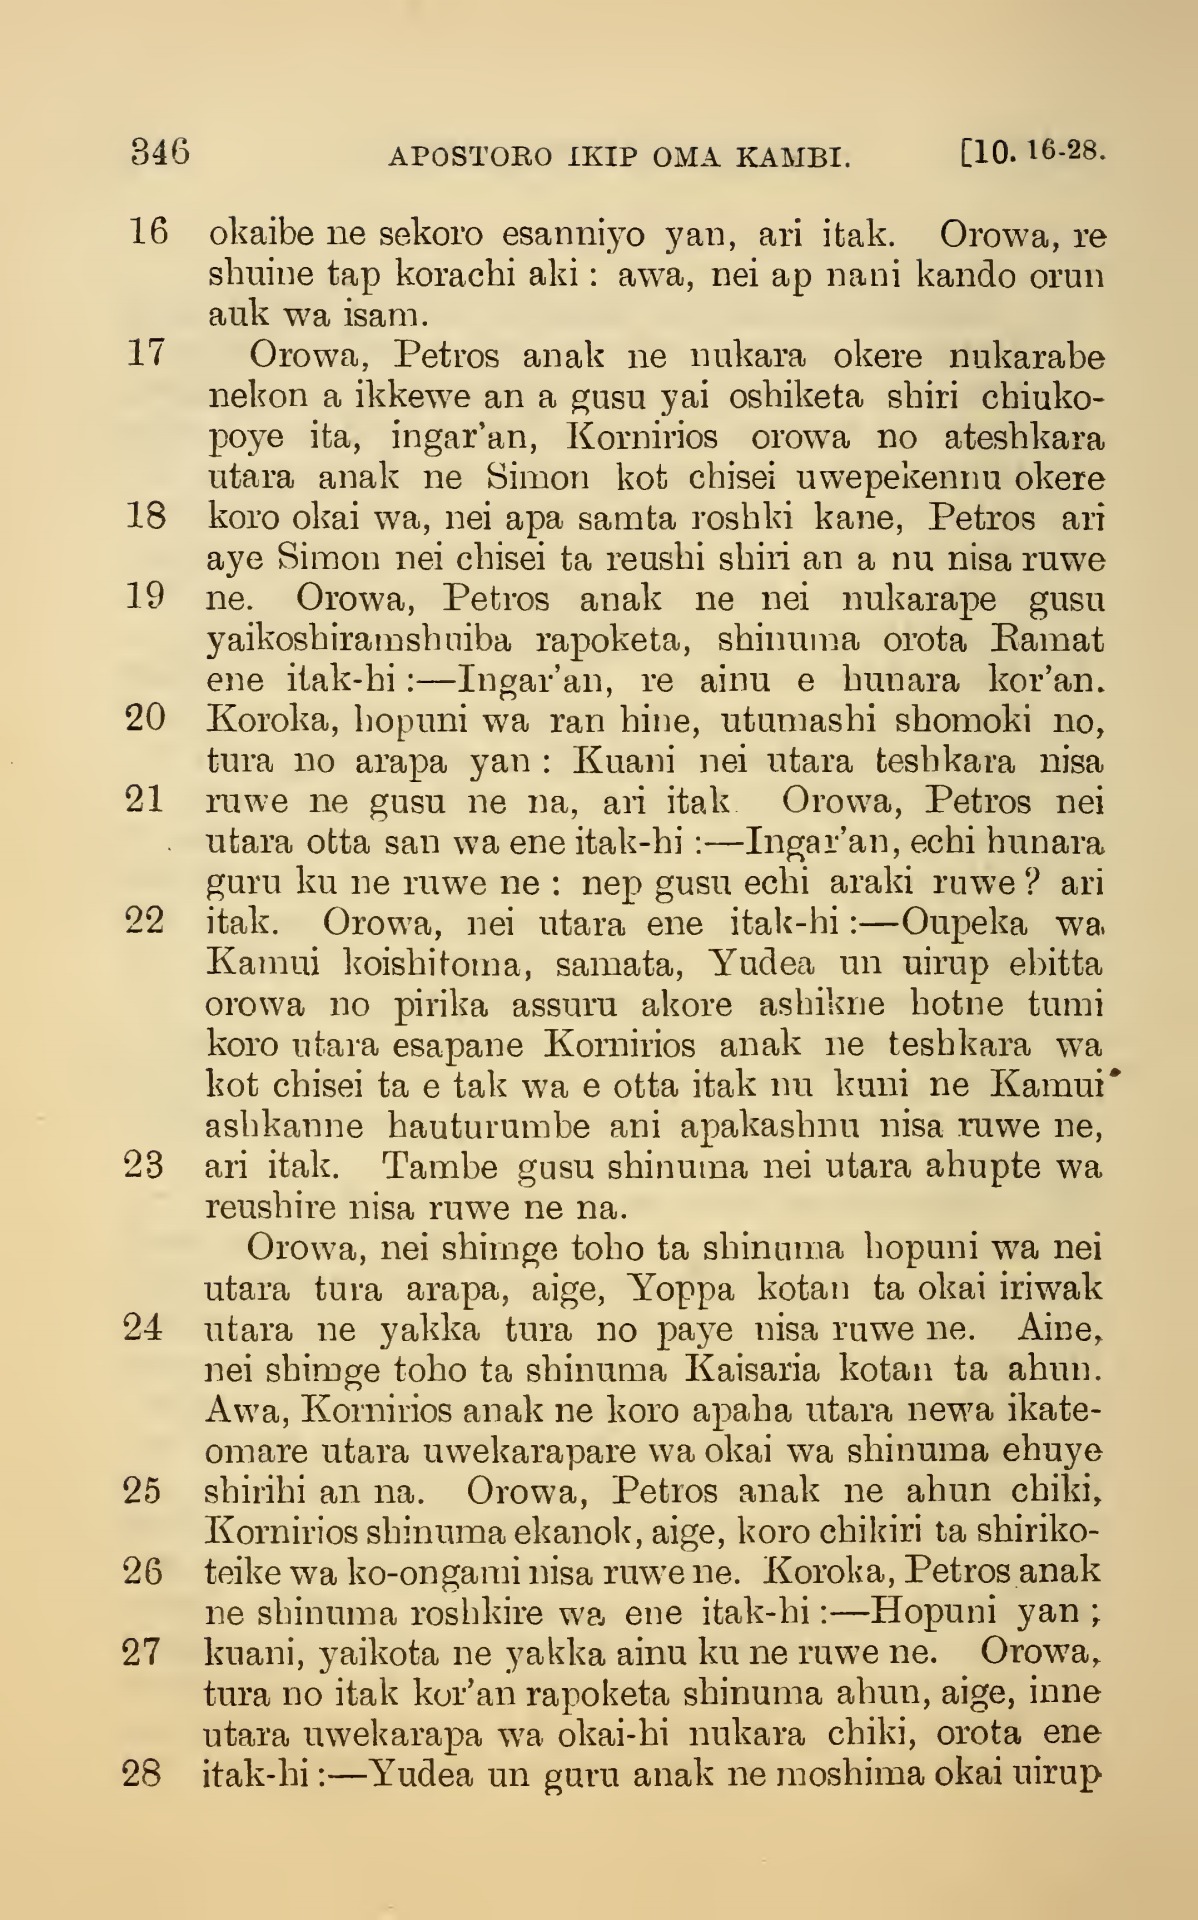 346 APOSTORO IKIP OMA KAMBI. [10. 16-28.
16 okaibe ne sekoro esanniyo yan, ari itak. Orowa, re
shuine tap korachi aki : awa, nei ap nani kando orun
auk wa isam.
17 Orowa, Petros anak ne nukara okere nukarabe
nekon a ikkewe an a gusu yai oshiketa shiri chiuko-
poye ita, ingar'an, Kornirios orowa no ateshkara
utara anak ne Simon kot chisei uwepekennu okere
18 koro okai wa, nei apa samta roshki kane, Petros ari
aye Simon nei chisei ta reushi shiri an a nu nisa ruwe
19 ne. Orowa, Petros anak ne nei nukarape gusu
yaikoshiramshuiba rapoketa, shinuma orota Ramat
ene itak-hi :—Ingar'an, re ainu e hunara kor'an.
20 Koroka, hopuni wa ran hine, utumashi shomoki no,
tura no arapa yan : Kuani nei utara teshkara nisa
21 ruwe ne gusu ne na, ari itak Orowa, Petros nei
utara otta san wa ene itak-hi :—Ingar'an, echi hunara
guru ku ne ruwe ne : nep gusu echi araki ruwe ? ari
22 itak. Orowa, nei utara ene itak-hi :—Oupeka wa
Kamui koishitoma, samata, Yudea un uirup ebitta
orowa no pirika assuru akore ashikne hotne tumi
koro utara esapane Kornirios anak ne teshkara wa
kot chisei ta e tak wa e otta itak nu kuni ne Kamui
ashkanne hauturumbe ani apakashnu nisa ruwe ne,
23 ari itak. Tambe gusu shinuma nei utara ahupte wa
reushire nisa ruwe ne na.
Orowa, nei shimge toho ta shinuma hopuni wa nei
utara tura arapa, aige, Yoppa kotan ta okai iriwak
24 utara ne yakka tura no paye nisa ruwe ne. Aine,
nei shimge toho ta shinuma Kaisaria kotan ta ahun.
Awa, Kornirios anak ne koro apaha utara newa ikate-
omare utara uwekarapare wa okai wa shinuma ehuye
25 shirihi an na. Orowa, Petros anak ne ahun chiki,
Kornirios shinuma ekanok, aige, koro chikiri ta shiriko-
26 teike wa ko-ongami nisa ruwe ne. Koroka, Petros anak
ne shinuma roshkire wa ene itak-hi :—Hopuni yan ;
27 kuani, yaikota ne yakka ainu ku ne ruwe ne. Orowa,
tura no itak kor'an rapoketa shinuma ahun, aige, inne
utara uwekarapa wa okai-hi nukara chiki, orota ene
28 itak-hi :—Yudea un guru anak ne moshima okai uirup